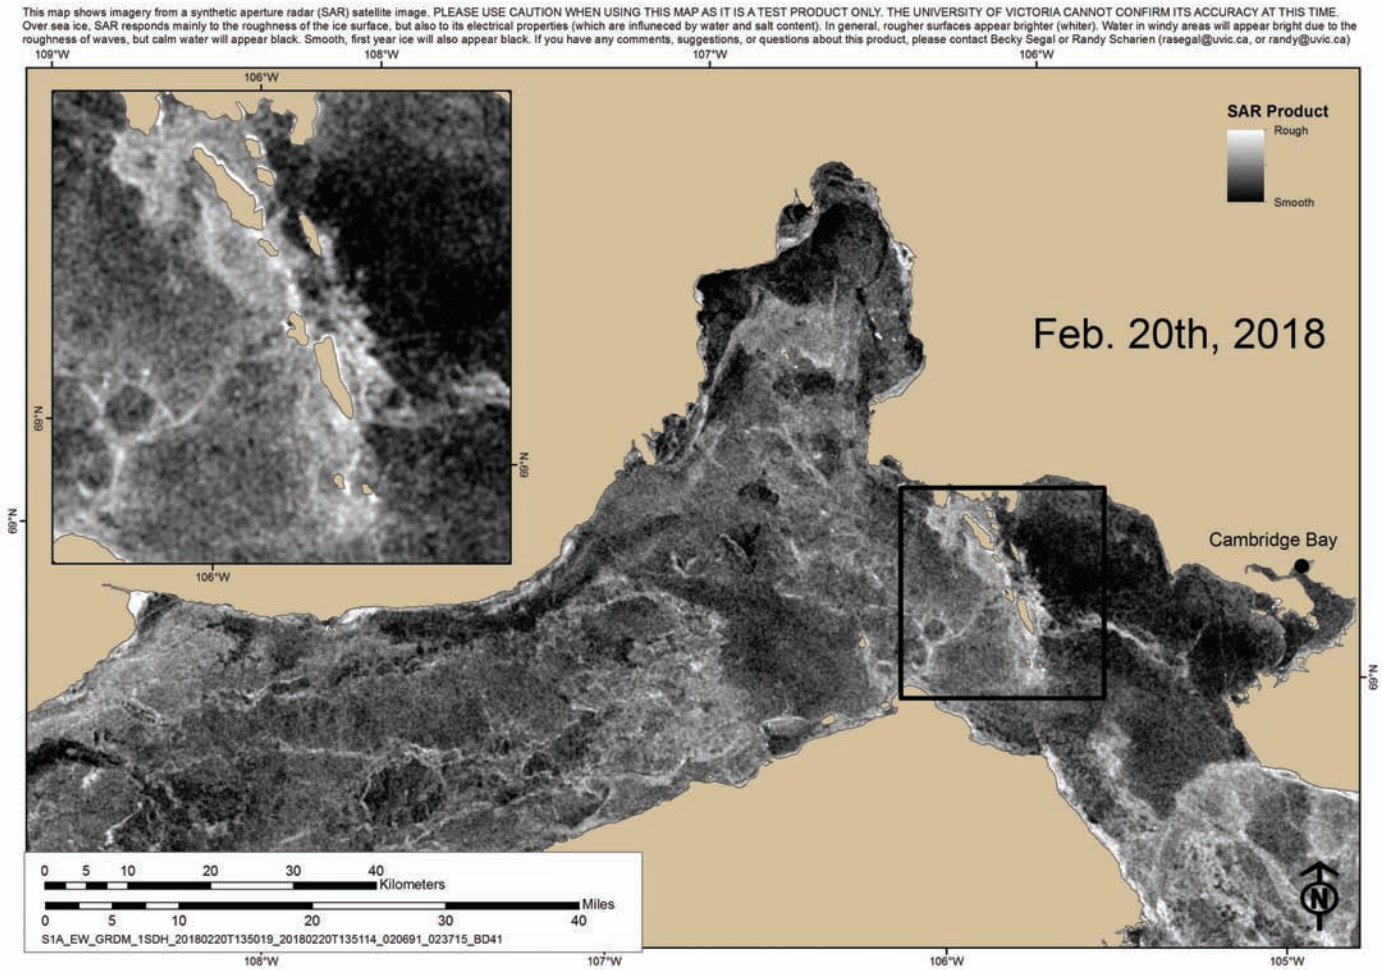 This map shows imagery from a synthetic aperture radar (SAR) satellite image. PLEASE USE CAUTION WHEN USING THIS MAP AS IT IS A TEST PRODUCT ONLY. THE UNIVERSITY OF VICTORIA CANNOT CONFIRM ITS ACCURACY AT THIS TIME.
Over sea ice, SAR responds mainly to the roughness of the ice surface, but also to its electrical properties (which are influneced by water and salt content). In general, rougher surfaces appear brighter (whiter). Water in windy areas will appear bright due to the
roughness of waves, but calm water will appear black. Smooth, first year ice will also appear black. If you have any comments, suggestions, or questions about this product, please contact Becky Segal or Randy Scharien (rasegal@uvic.ca, or randy@uvic.ca)
109°W 108°W 107°W 106°W
106°W
SAR Product
Rough
Smooth
Feb. 20th, 2018
69°N
69°N
69°N
106°W
Cambridge Bay
69°N
0 5 10 20 30 40
Kilometers
Miles
0 5 10 20 30 40
S1A_EW_GRDM_1SDH_20180220T135019_20180220T135114_020691_023715_BD41
N
108°W 107°W 106°W 105°W